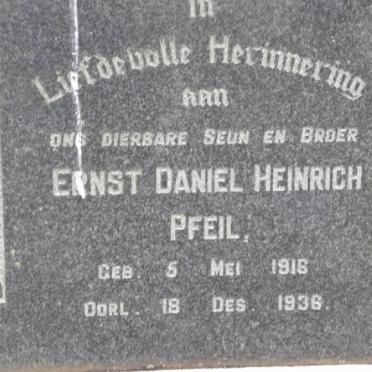 in
Liefdevolle Herinnering
aan
ONS DIERBARE SEUN EN BROER
ERNST DANIEL HEINRICH
PFEIL,
GEB. 5 MEI 1916
OORL. 18 DES. 1936.